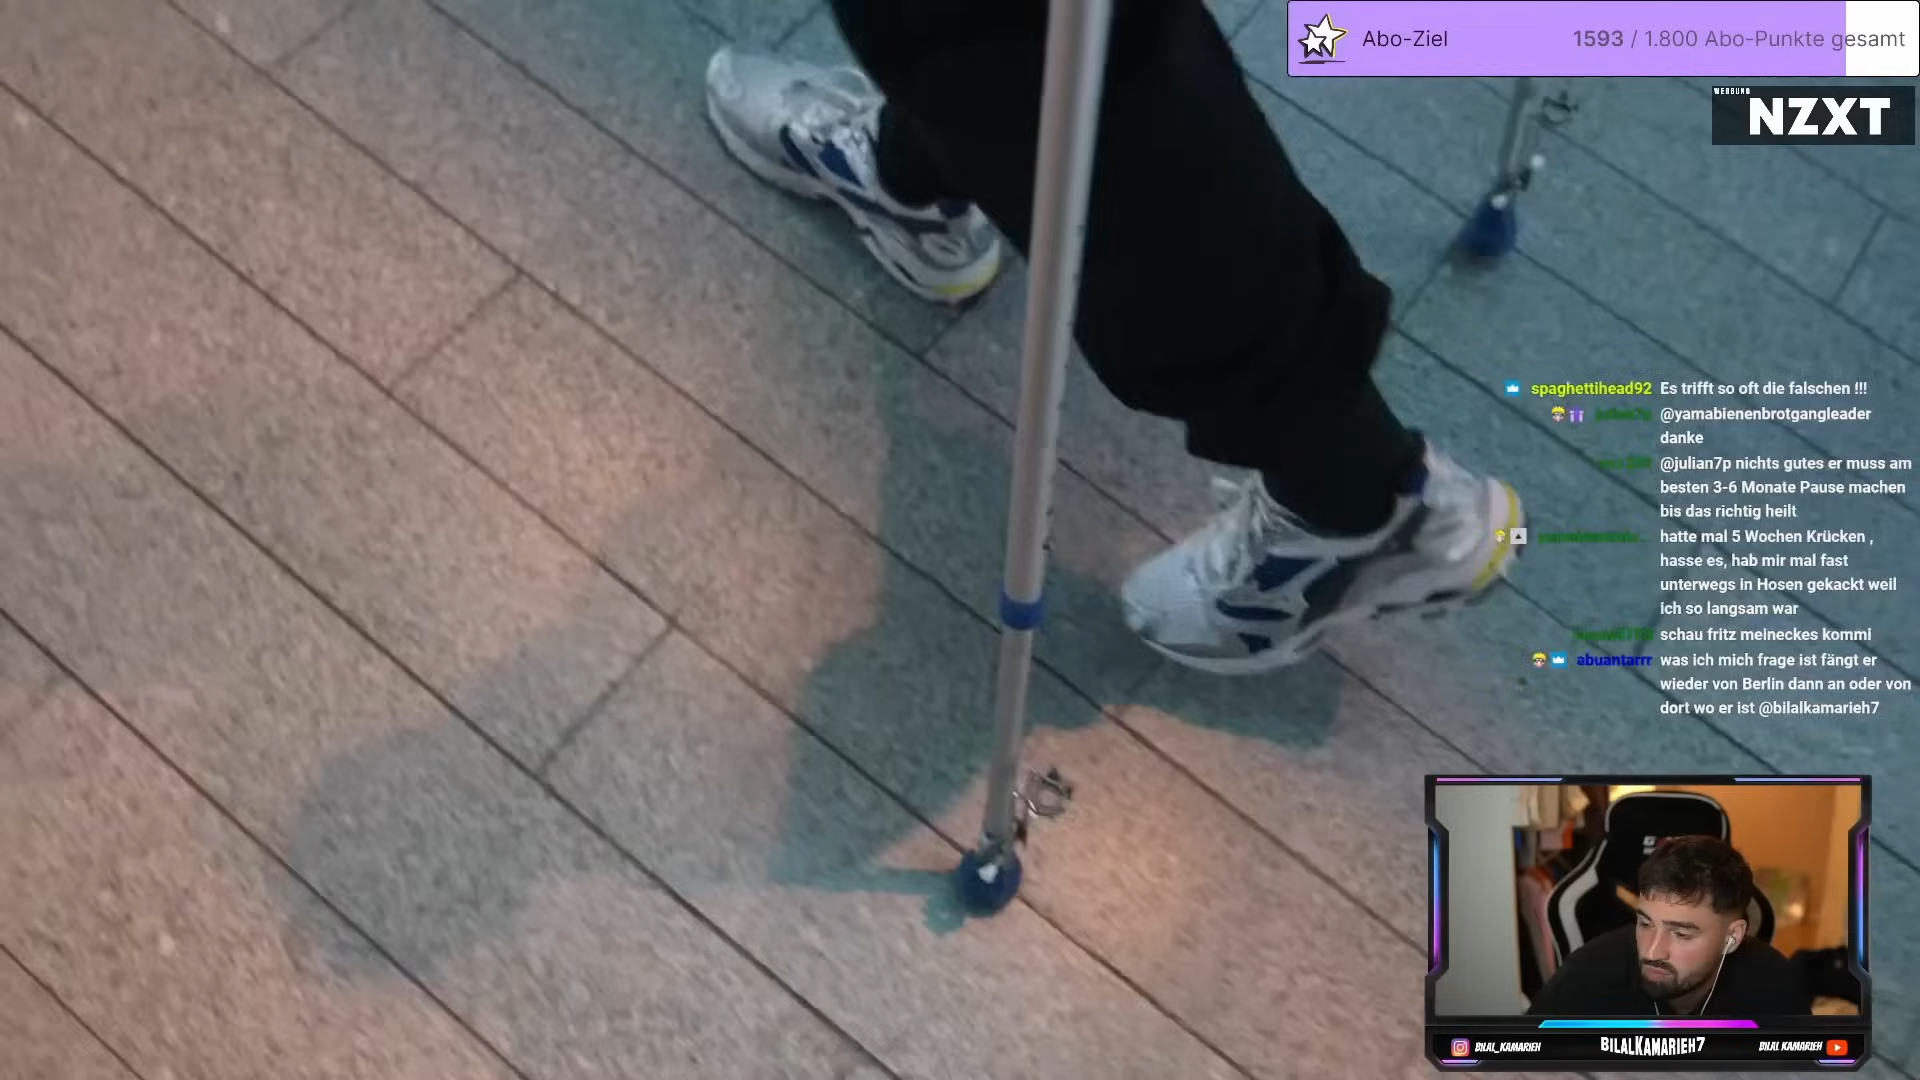 Abo-Ziel 1593 / 1.800 Abo-Punkte gesamt
WERBUNG
NZXT
spaghettihead92 Es trifft so oft die falschen !!!
@yamabienenbrotgangleader
danke
@julian7p nichts gutes er muss am
besten 3-6 Monate Pause machen
bis das richtig heilt
hatte mal 5 Wochen Krücken ,
hasse es, hab mir mal fast
unterwegs in Hosen gekackt weil
ich so langsam war
schau fritz meineckes kommi
abuantarrr was ich mich frage ist fängt er
wieder von Berlin dann an oder von
dort wo er ist @bilalkamarieh7
BILAL_KAMARIEH BILALKAMARIEH7 BILAL KAMARIEH